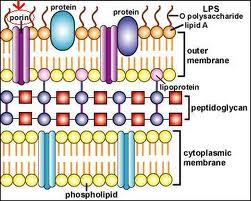 porin
protein
protein
LPS
O polysaccharide
lipid A
outer
membrane
lipoprotein
peptidoglycan
cytoplasmic
membrane
phospholipid